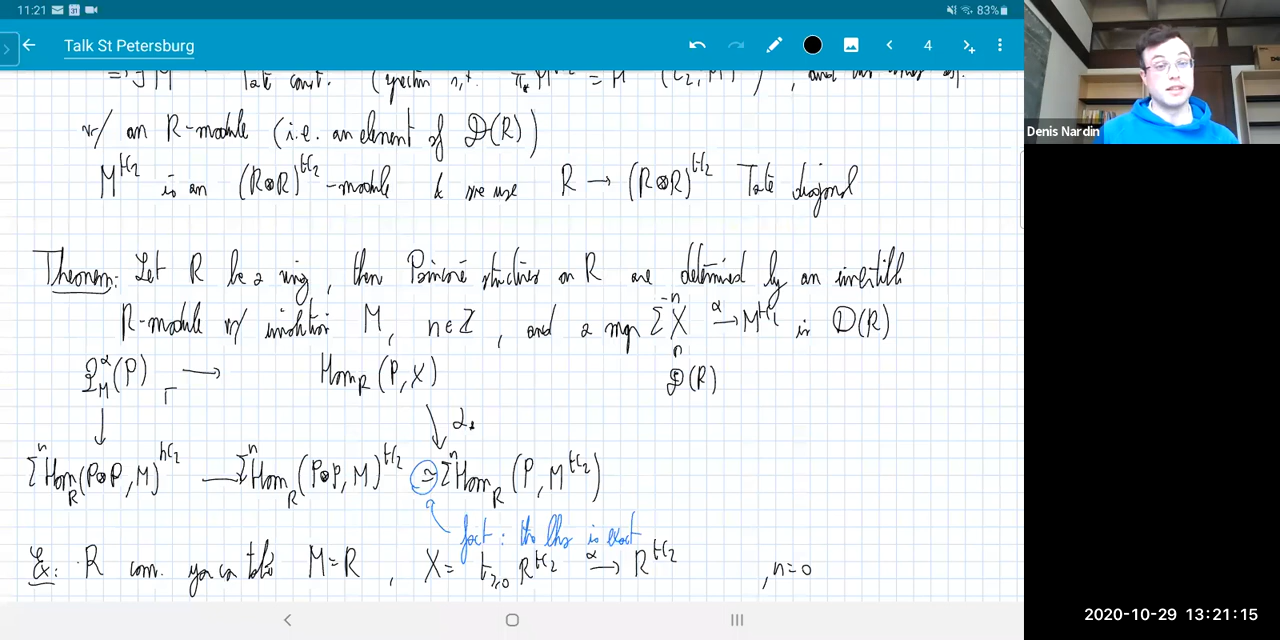 11:21 83%
Talk St Petersburg 4
⇒ ∃ M Tate const.
w/ an R-module (i.e. an element of 𝒟(R))
M^{tC₂} is an (R⊗R)^{tC₂}-module & we use R → (R⊗R)^{tC₂} Tate diagonal
Theorem: Let R be a ring, then Poincaré structures on R are determined by an invertible
R-module w/ involution M, n∈ℤ, and a map Σ^{-n} X →^α M^{tC₂} in 𝒟(R)
Ϙ_M^α(P) → Hom_R(P, X) 𝒟(R)
↓ ↘ α_*
Σ^n Hom_R(P⊗P, M)^{hC₂} → Σ^n Hom_R(P⊗P, M)^{tC₂} ≃ Σ^n Hom_R(P, M^{tC₂})
fact: the lhs is exact
Ex: R comm. you can take M=R, X= t_{≥0} R^{tC₂} →^α R^{tC₂}, n=0
Denis Nardin
2020-10-29 13:21:15